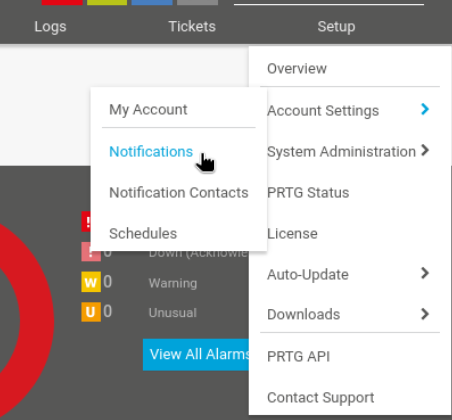 Logs Tickets Setup
Overview
Account Settings
System Administration
PRTG Status
License
Auto-Update
Downloads
PRTG API
Contact Support
My Account
Notifications
Notification Contacts
Schedules
! 
! 0 Down (Acknowle
W 0 Warning
U 0 Unusual
View All Alarms